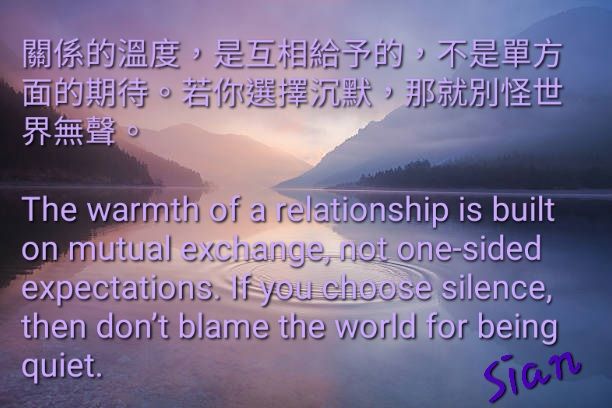 關係的溫度，是互相給予的，不是單方
面的期待。若你選擇沉默，那就別怪世
界無聲。
The warmth of a relationship is built
on mutual exchange, not one-sided
expectations. If you choose silence,
then don’t blame the world for being
quiet.
Sian